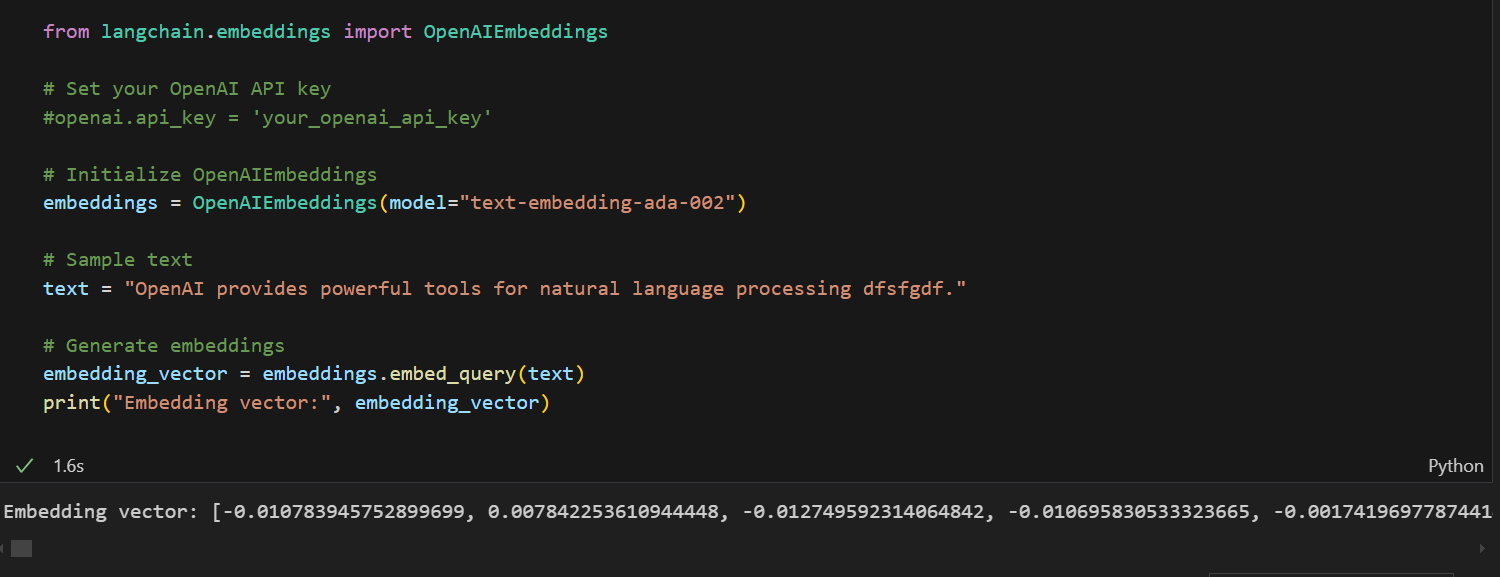 from langchain.embeddings import OpenAIEmbeddings
# Set your OpenAI API key
#openai.api_key = 'your_openai_api_key'
# Initialize OpenAIEmbeddings
embeddings = OpenAIEmbeddings(model="text-embedding-ada-002")
# Sample text
text = "OpenAI provides powerful tools for natural language processing dfsfgdf."
# Generate embeddings
embedding_vector = embeddings.embed_query(text)
print("Embedding vector:", embedding_vector)
1.6s
Python
Embedding vector: [-0.010783945752899699, 0.007842253610944448, -0.012749592314064842, -0.010695830533323665, -0.001741969778744​1